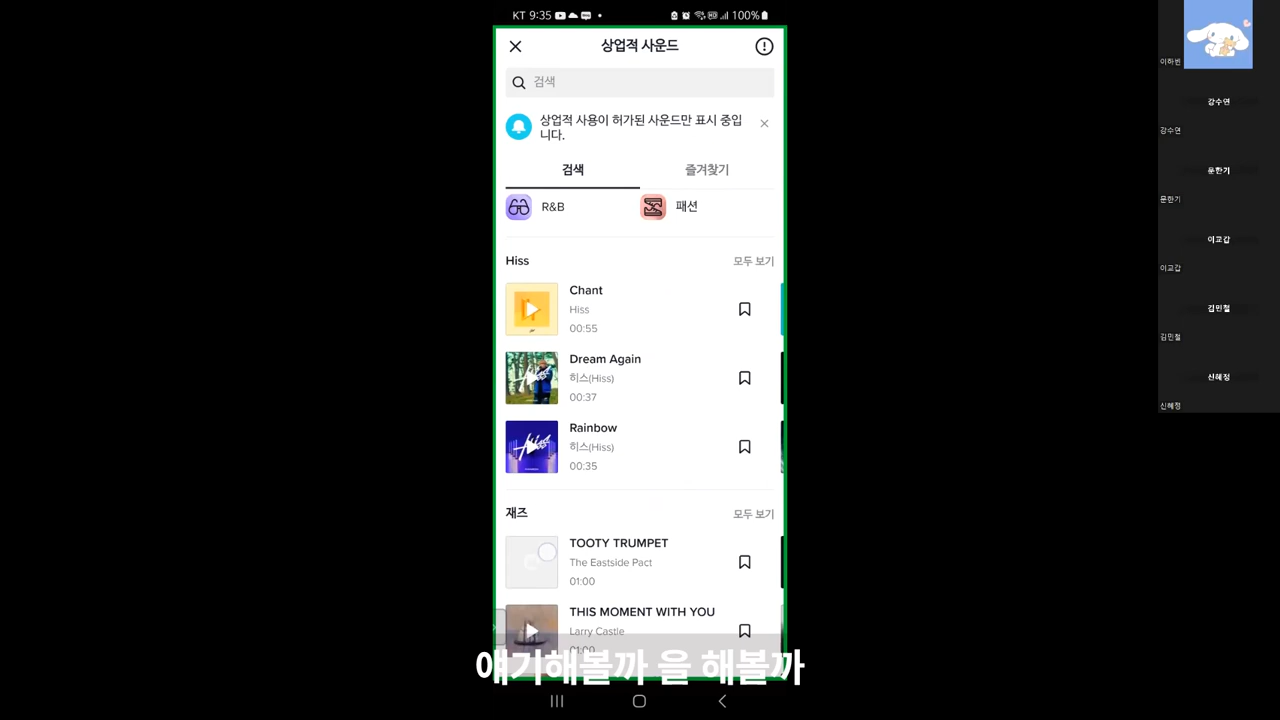 KT 9:35
100%
상업적 사운드
검색
상업적 사용이 허가된 사운드만 표시 중입
니다.
검색
즐겨찾기
R&B
패션
Hiss
모두 보기
Chant
Hiss
00:55
Dream Again
히스(Hiss)
00:37
Rainbow
히스(Hiss)
00:35
재즈
모두 보기
TOOTY TRUMPET
The Eastside Pact
01:00
THIS MOMENT WITH YOU
Larry Castle
01:00
얘기해볼까 을 해볼까
이하빈
강수연
강수연
문한기
문한기
이교갑
이교갑
김민철
김민철
신혜정
신혜정